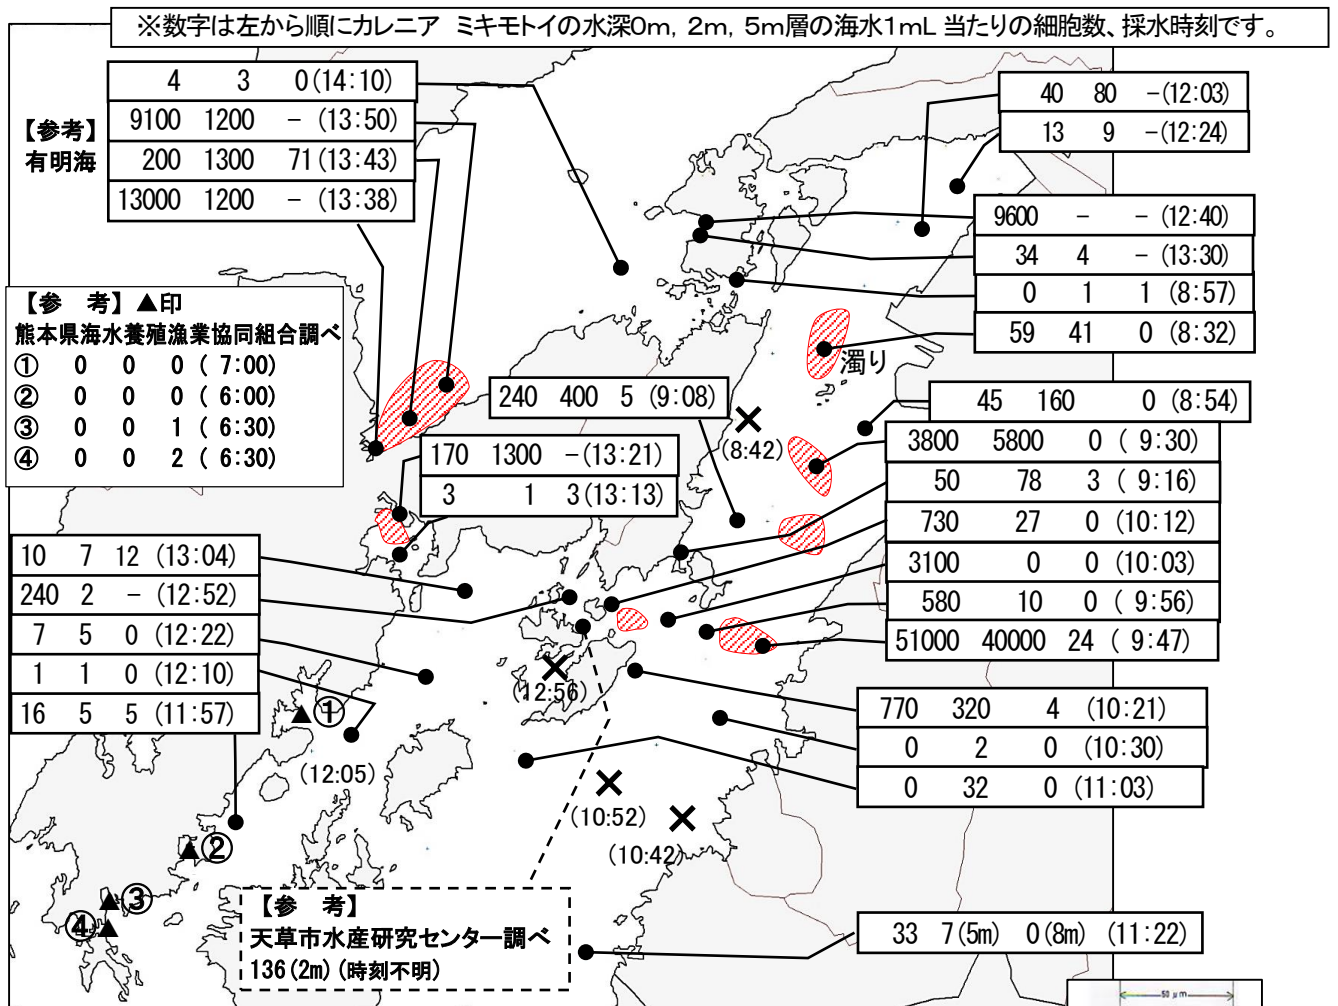 ※数字は左から順にカレニア ミキモトイの水深0m, 2m, 5m層の海水1mL 当たりの細胞数、採水時刻です。
【参考】
有明海
4 3 0(14:10)
9100 1200 - (13:50)
200 1300 71(13:43)
13000 1200 - (13:38)
40 80 -(12:03)
13 9 -(12:24)
9600 - - (12:40)
34 4 - (13:30)
0 1 1 (8:57)
59 41 0 (8:32)
【参 考】▲印
熊本県海水養殖漁業協同組合調べ
① 0 0 0 ( 7:00)
② 0 0 0 ( 6:00)
③ 0 0 1 ( 6:30)
④ 0 0 2 ( 6:30)
濁り
240 400 5 (9:08)
(8:42)
45 160 0 (8:54)
170 1300 -(13:21)
3 1 3(13:13)
3800 5800 0 ( 9:30)
50 78 3 ( 9:16)
730 27 0 (10:12)
3100 0 0 (10:03)
580 10 0 ( 9:56)
51000 40000 24 ( 9:47)
10 7 12 (13:04)
240 2 - (12:52)
7 5 0 (12:22)
1 1 0 (12:10)
16 5 5 (11:57)
(12:56)
①
(12:05)
770 320 4 (10:21)
0 2 0 (10:30)
0 32 0 (11:03)
(10:52)
(10:42)
②
③
④
【参 考】
天草市水産研究センター調べ
136(2m)(時刻不明)
33 7(5m) 0(8m) (11:22)
50 μm